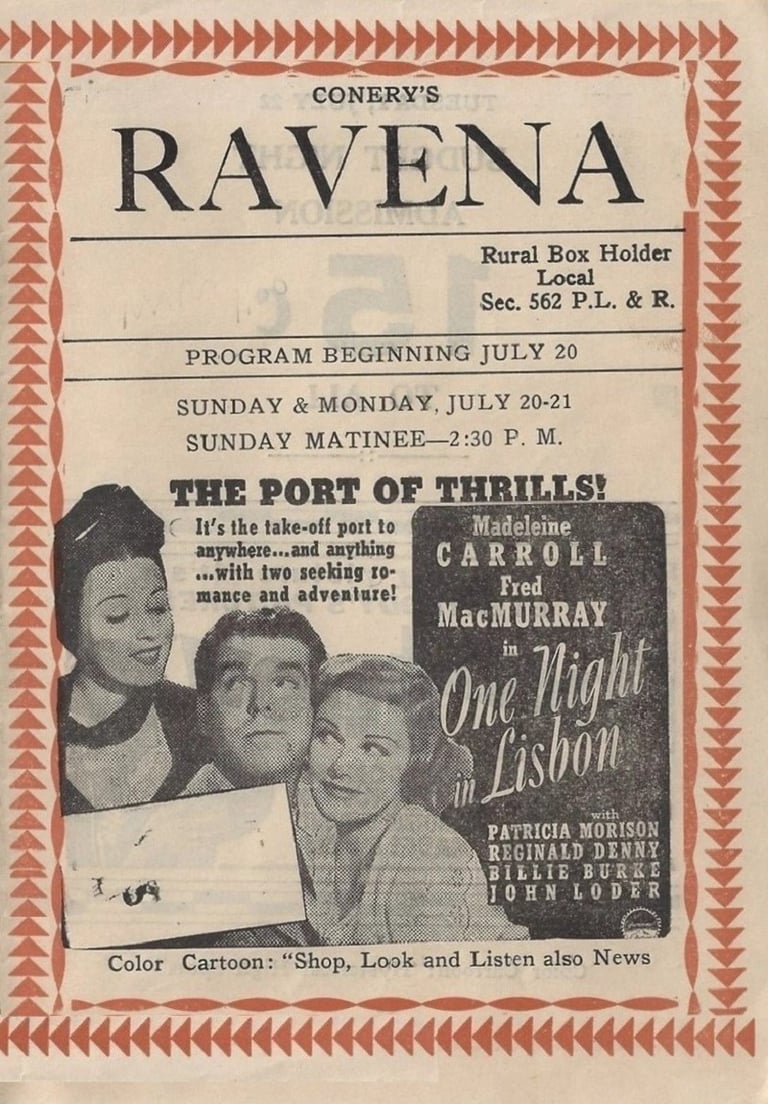 CONERY'S
RAVENA
Rural Box Holder
Local
Sec. 562 P.L. & R.
PROGRAM BEGINNING JULY 20
SUNDAY & MONDAY, JULY 20-21
SUNDAY MATINEE—2:30 P. M.
THE PORT OF THRILLS!
It's the take-off port to
anywhere...and anything
...with two seeking ro-
mance and adventure!
Madeleine
CARROLL
Fred
MacMURRAY
in
One Night
in Lisbon
with
PATRICIA MORISON
REGINALD DENNY
BILLIE BURKE
JOHN LODER
Color Cartoon: "Shop, Look and Listen also News